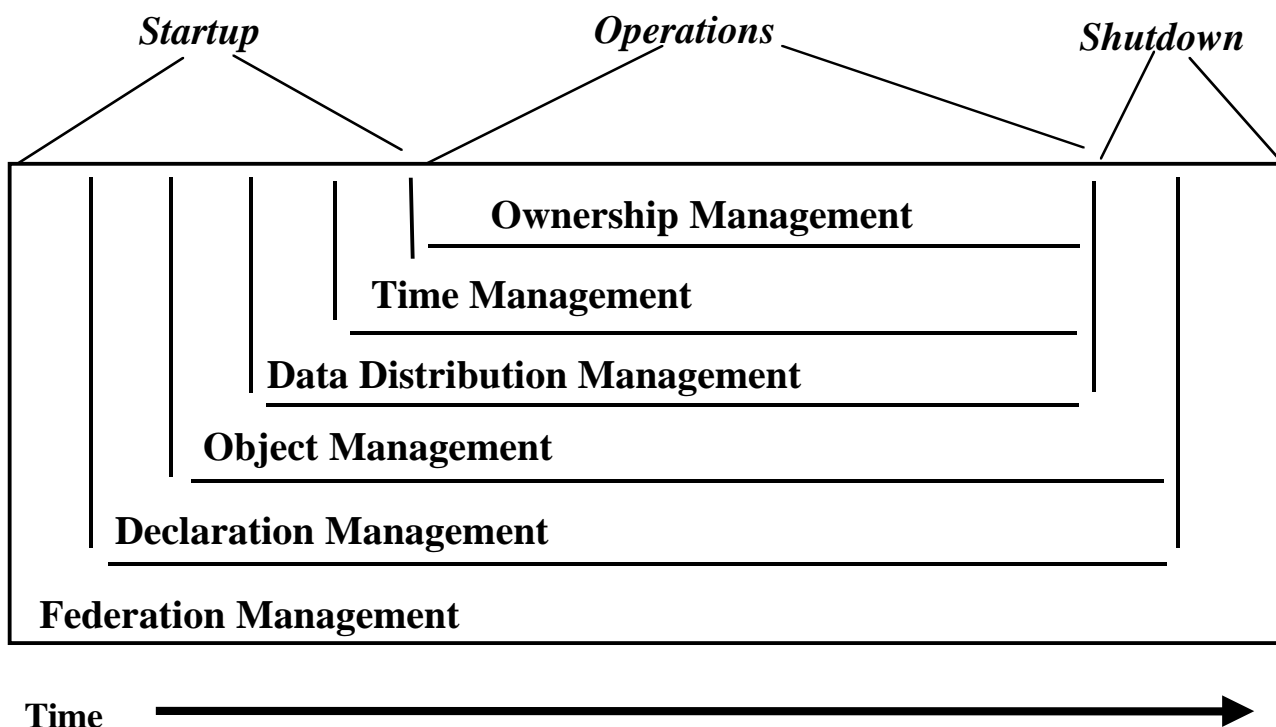 Startup
Operations
Shutdown
Ownership Management
Time Management
Data Distribution Management
Object Management
Declaration Management
Federation Management
Time